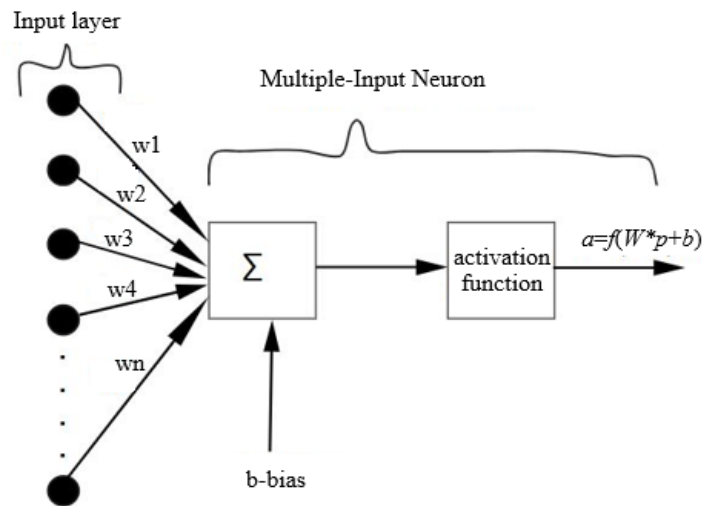 Input layer
Multiple-Input Neuron
w1
w2
w3
w4
wn
Σ
activation
function
a=f(W*p+b)
b-bias